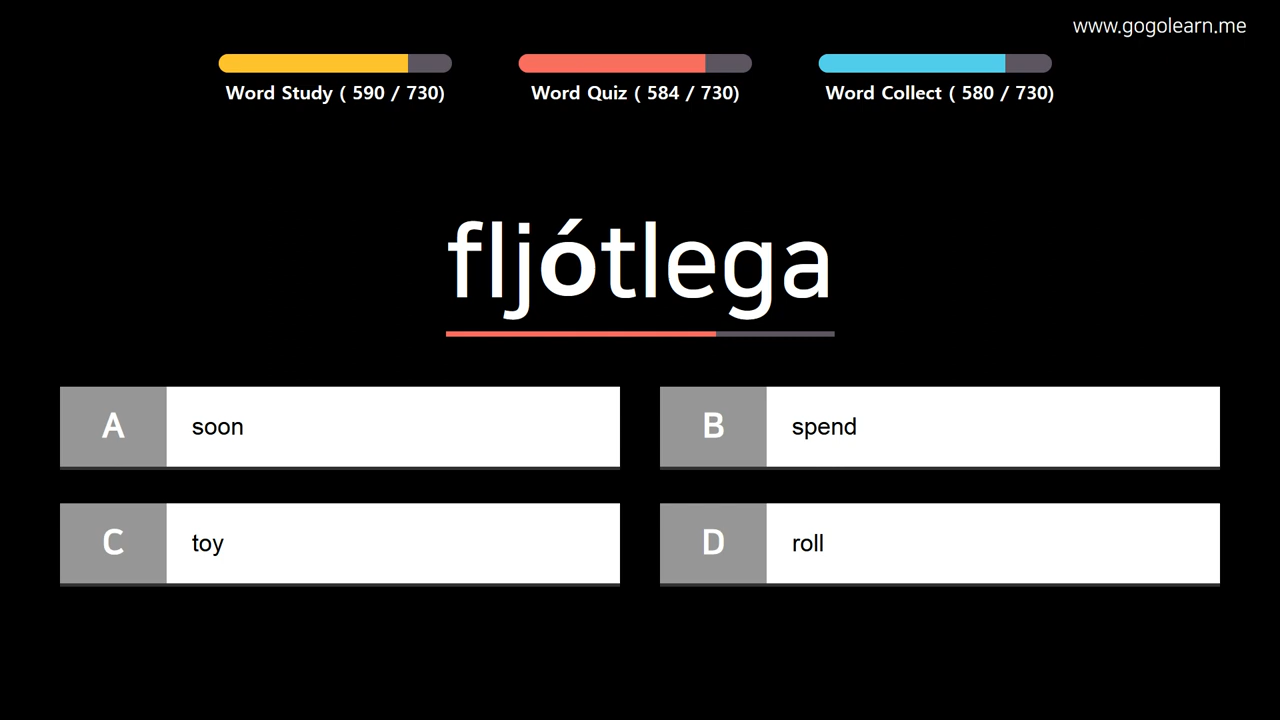 www.gogolearn.me
Word Study ( 590 / 730)
Word Quiz ( 584 / 730)
Word Collect ( 580 / 730)
fljótlega
A soon
B spend
C toy
D roll